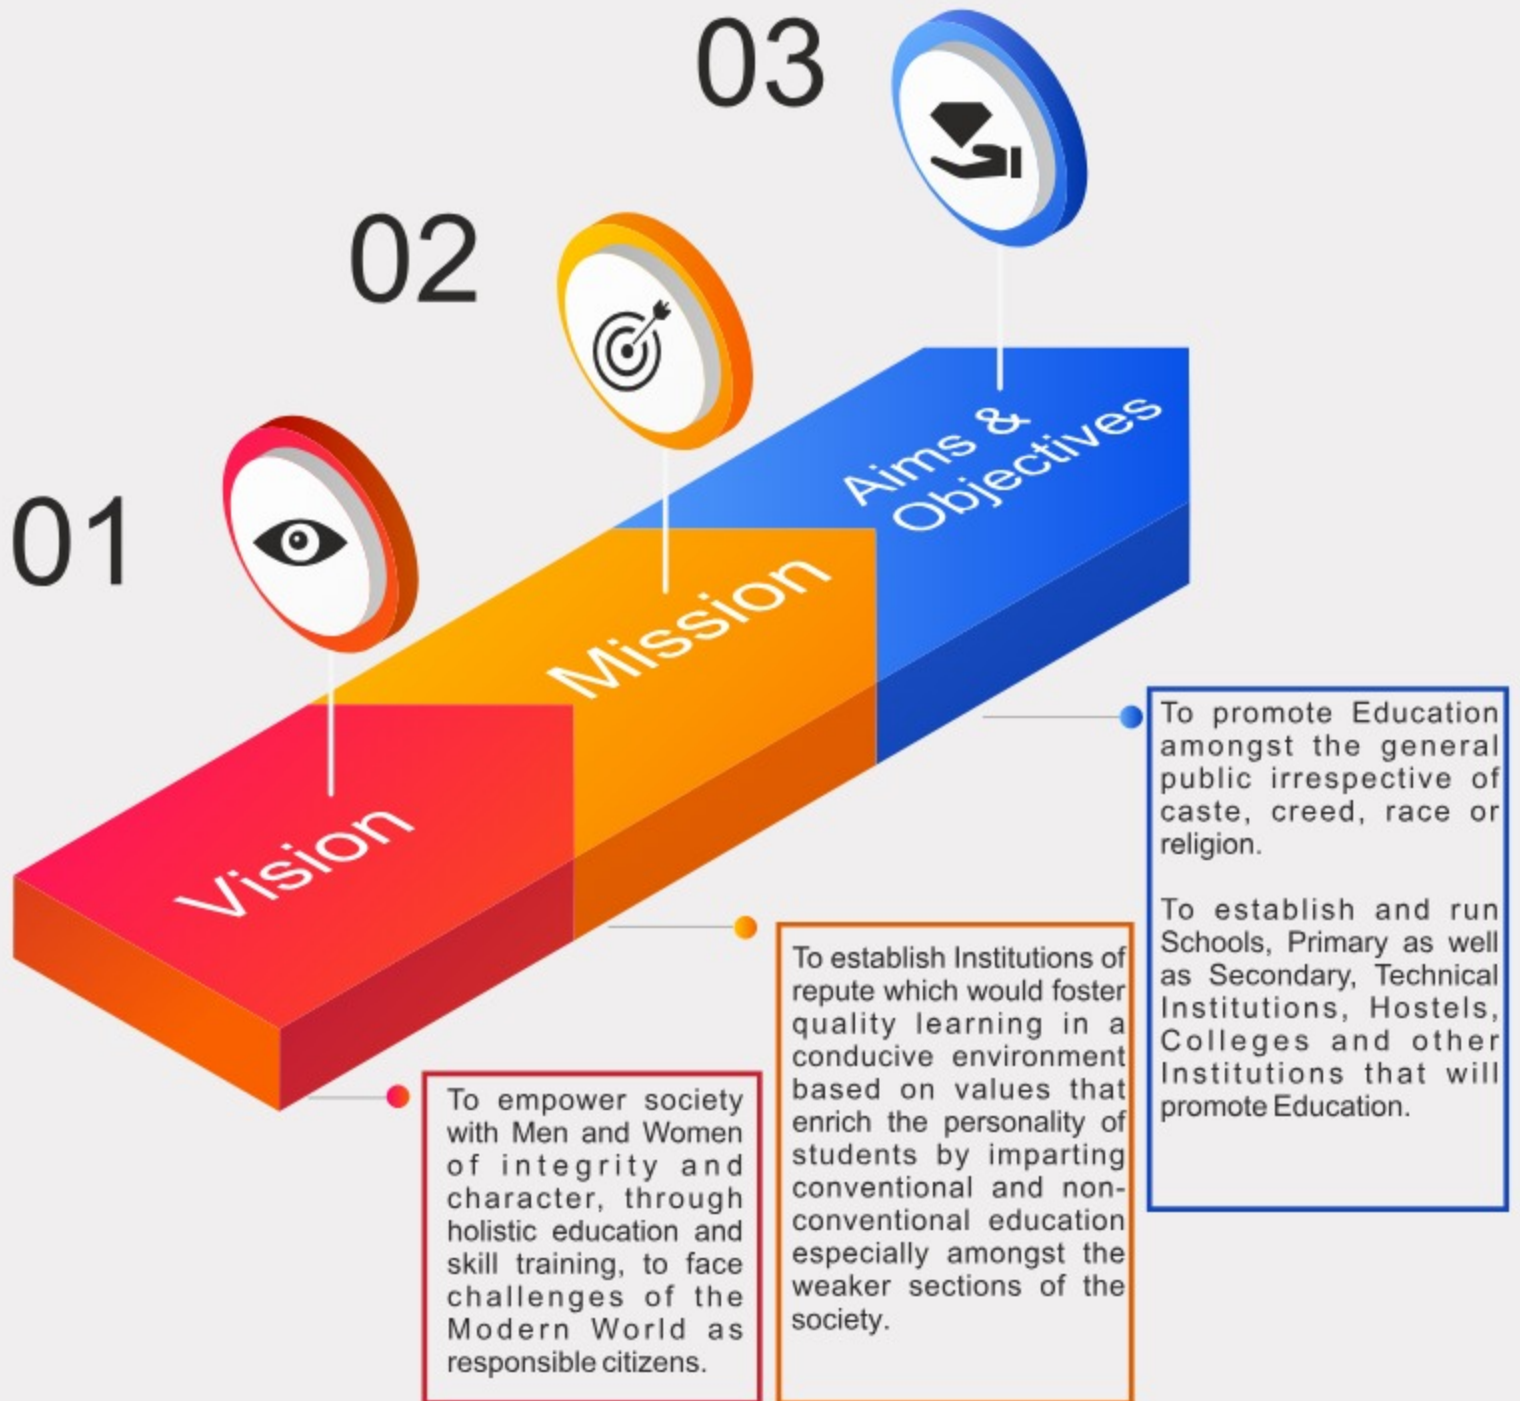 01
Vision
To empower society
with Men and Women
of integrity and
character, through
holistic education and
skill training, to face
challenges of the
Modern World as
responsible citizens.
02
Mission
To establish Institutions of
repute which would foster
quality learning in a
conducive environment
based on values that
enrich the personality of
students by imparting
conventional and non-
conventional education
especially amongst the
weaker sections of the
society.
03
Aims &
Objectives
To promote Education
amongst the general
public irrespective of
caste, creed, race or
religion.
To establish and run
Schools, Primary as well
as Secondary, Technical
Institutions, Hostels,
Colleges and other
Institutions that will
promote Education.